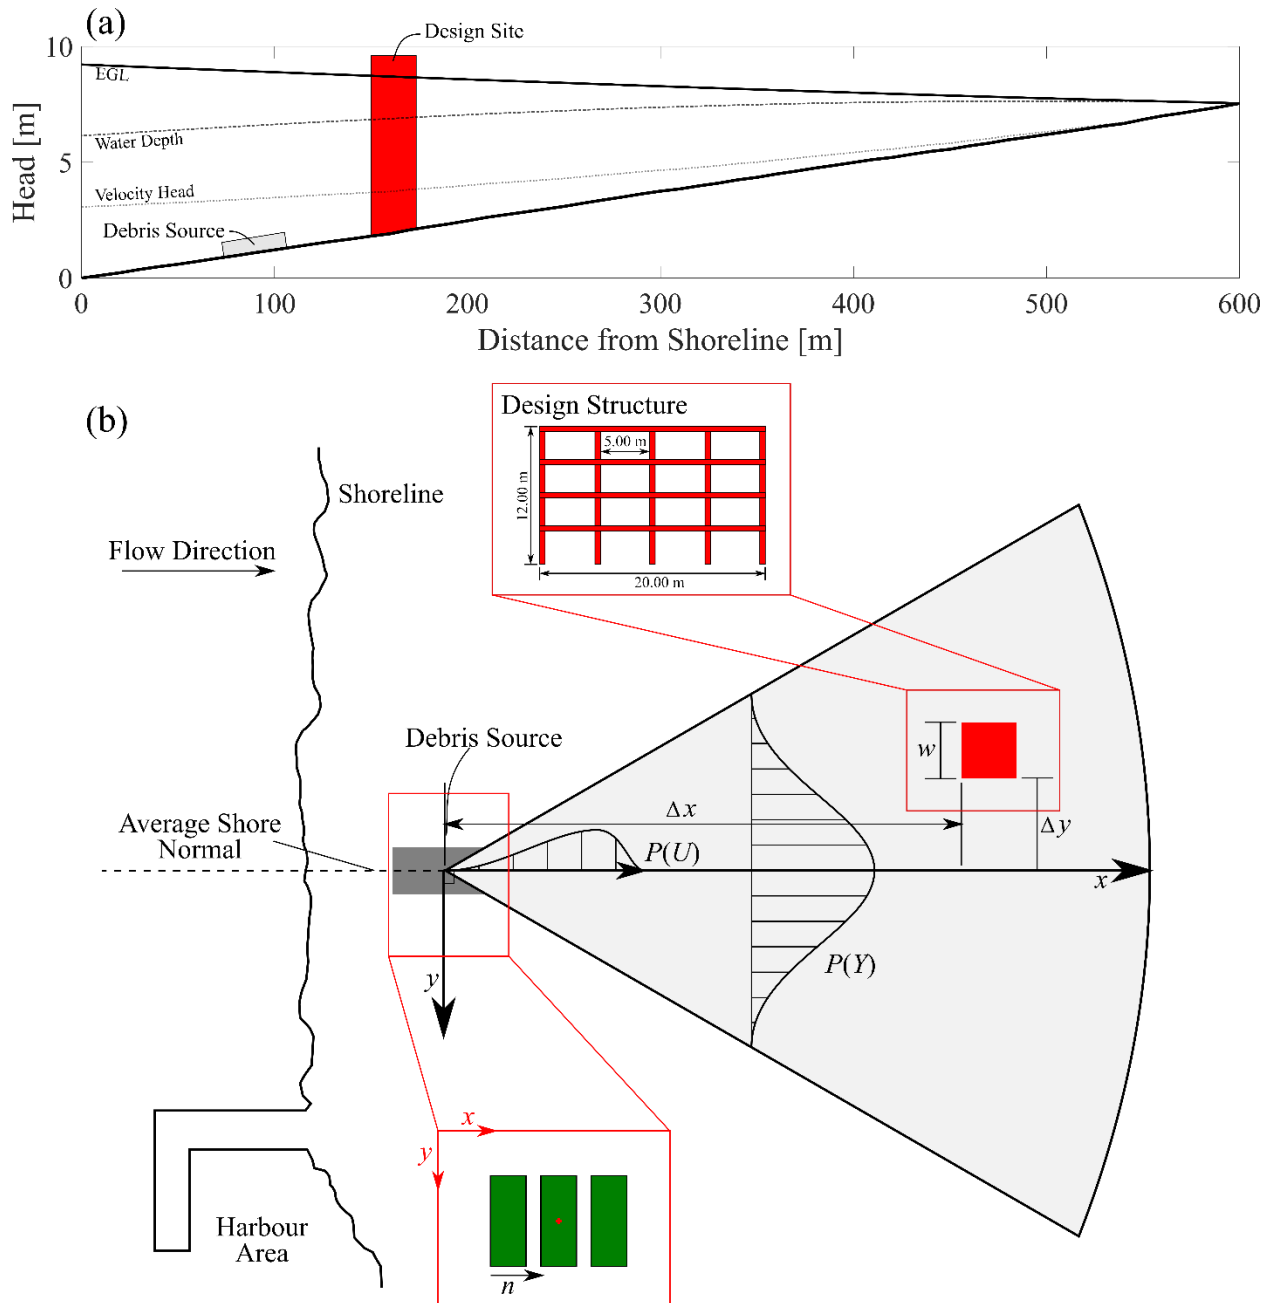 (a)
Design Site
10
EGL
Water Depth
5
Velocity Head
Debris Source
0
Head [m]
0 100 200 300 400 500 600
Distance from Shoreline [m]
(b)
Design Structure
5.00 m
12.00 m
20.00 m
Shoreline
Flow Direction
Debris Source
w
Δx
Δy
Average Shore
Normal
P(U)
x
y
P(Y)
x
y
n
Harbour
Area